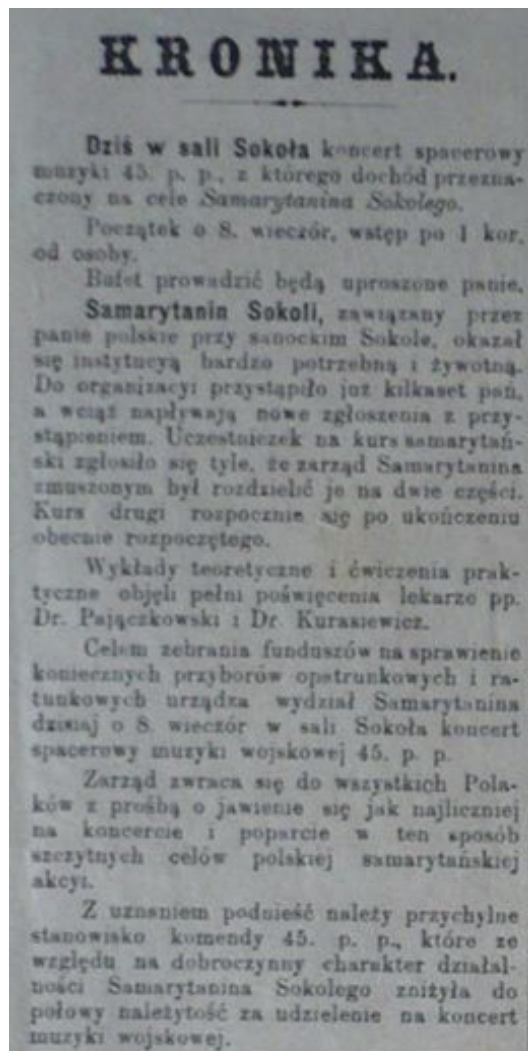 KRONIKA.
Dziś w sali Sokoła koncert spacerowy
muzyki 45. p. p., z którego dochód przezna-
czony na cele Samarytanina Sokolego.
Początek o 8. wieczór, wstęp po 1 kor.
od osoby.
Bufet prowadzić będą uproszone panie.
Samarytanin Sokoli, zawiązany przez
panie polskie przy sanockim Sokole, okazał
się instytucyą bardzo potrzebną i żywotną.
Do organizacyi przystąpiło już kilkaset pań,
a wciąż napływają nowe zgłoszenia z przy-
stąpieniem. Uczestniczek na kurs samarytań-
ski zgłosiło się tyle, że zarząd Samarytanina
zmuszonym był rozdzielić je na dwie części.
Kurs drugi rozpocznie się po ukończeniu
obecnie rozpoczętego.
Wykłady teoretyczne i ćwiczenia prak-
tyczne objęli pełni poświęcenia lekarze pp.
Dr. Pajączkowski i Dr. Kurasiewicz.
Celem zebrania funduszów na sprawienie
koniecznych przyborów opatrunkowych i ra-
tunkowych urządza wydział Samarytanina
dzisiaj o 8. wieczór w sali Sokoła koncert
spacerowy muzyki wojskowej 45. p. p.
Zarząd zwraca się do wszystkich Pola-
ków z prośbą o jawienie się jak najliczniej
na koncercie i poparcie w ten sposób
szczytnych celów polskiej samarytańskiej
akcyi.
Z uznaniem podnieść należy przychylne
stanowisko komendy 45. p. p., które ze
względu na dobroczynny charakter działal-
ności Samarytanina Sokolego zniżyła do
połowy należytość za udzielenie na koncert
muzyki wojskowej.